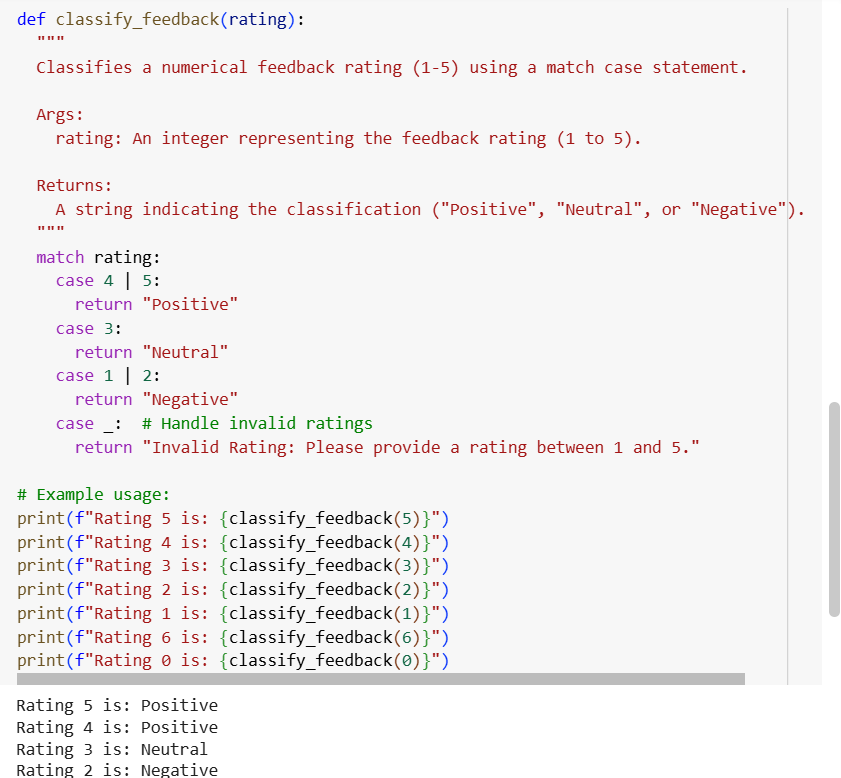 def classify_feedback(rating):
  """
  Classifies a numerical feedback rating (1-5) using a match case statement.

  Args:
    rating: An integer representing the feedback rating (1 to 5).

  Returns:
    A string indicating the classification ("Positive", "Neutral", or "Negative").
  """
  match rating:
    case 4 | 5:
      return "Positive"
    case 3:
      return "Neutral"
    case 1 | 2:
      return "Negative"
    case _:  # Handle invalid ratings
      return "Invalid Rating: Please provide a rating between 1 and 5."

# Example usage:
print(f"Rating 5 is: {classify_feedback(5)}")
print(f"Rating 4 is: {classify_feedback(4)}")
print(f"Rating 3 is: {classify_feedback(3)}")
print(f"Rating 2 is: {classify_feedback(2)}")
print(f"Rating 1 is: {classify_feedback(1)}")
print(f"Rating 6 is: {classify_feedback(6)}")
print(f"Rating 0 is: {classify_feedback(0)}")
Rating 5 is: Positive
Rating 4 is: Positive
Rating 3 is: Neutral
Rating 2 is: Negative